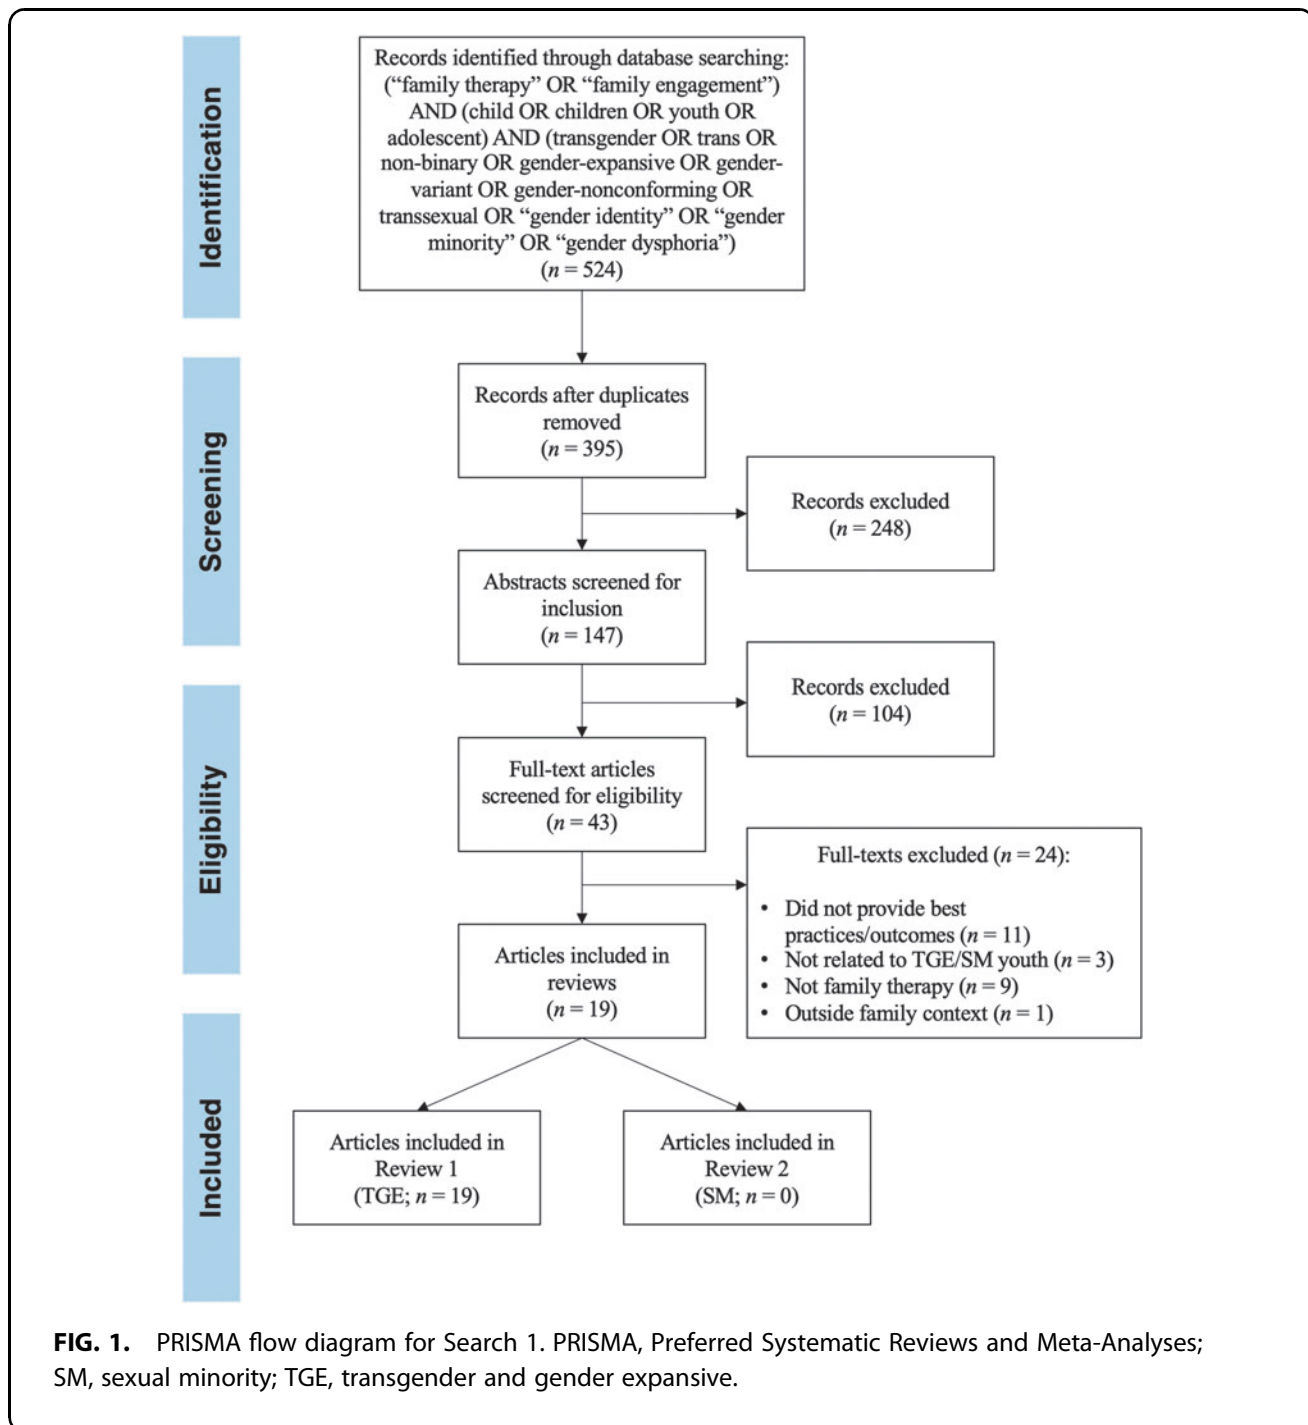 Identification
Records identified through database searching:
(“family therapy” OR “family engagement”)
AND (child OR children OR youth OR
adolescent) AND (transgender OR trans OR
non-binary OR gender-expansive OR gender-
variant OR gender-nonconforming OR
transsexual OR “gender identity” OR “gender
minority” OR “gender dysphoria”)
(n = 524)
Screening
Records after duplicates
removed
(n = 395)
Records excluded
(n = 248)
Abstracts screened for
inclusion
(n = 147)
Records excluded
(n = 104)
Eligibility
Full-text articles
screened for eligibility
(n = 43)
Full-texts excluded (n = 24):
• Did not provide best
practices/outcomes (n = 11)
• Not related to TGE/SM youth (n = 3)
• Not family therapy (n = 9)
• Outside family context (n = 1)
Articles included in
reviews
(n = 19)
Included
Articles included in
Review 1
(TGE; n = 19)
Articles included in
Review 2
(SM; n = 0)
FIG. 1. PRISMA flow diagram for Search 1. PRISMA, Preferred Systematic Reviews and Meta-Analyses;
SM, sexual minority; TGE, transgender and gender expansive.